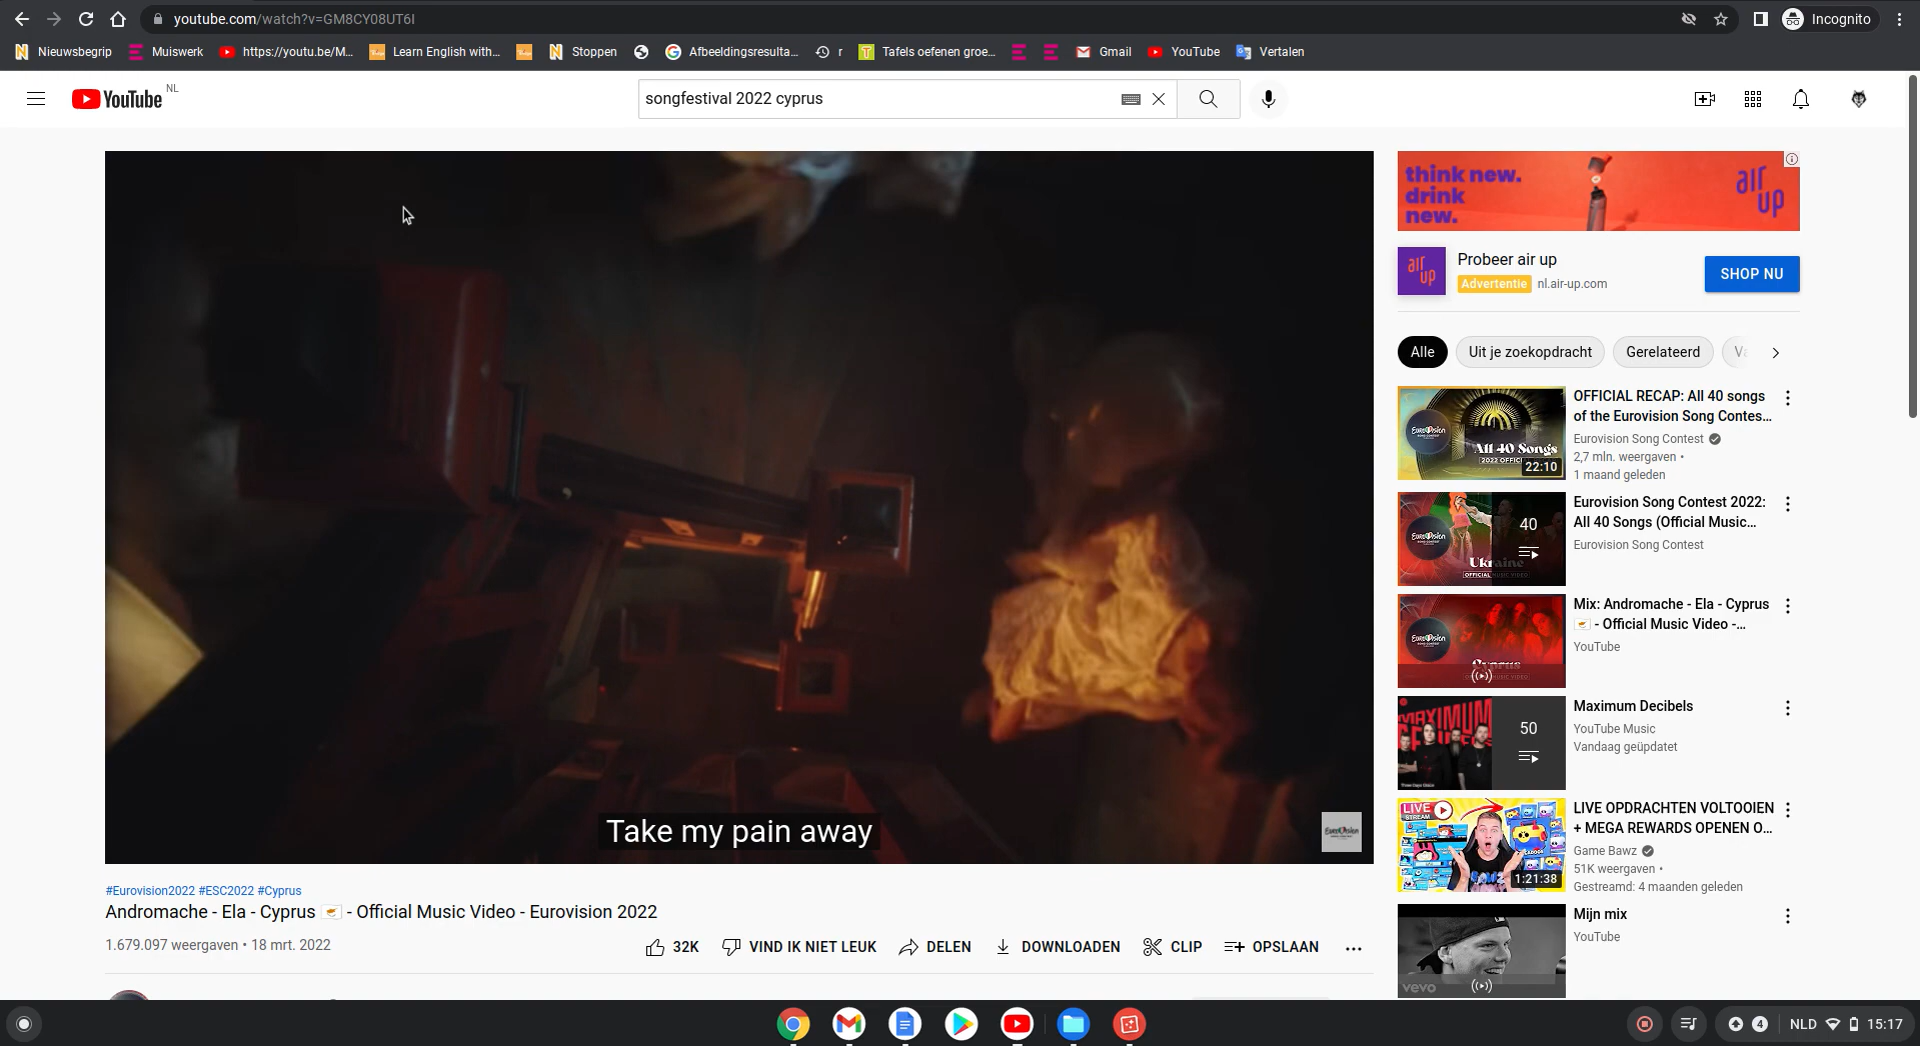 youtube.com/watch?v=GM8CY08UT6I
Incognito
Nieuwsbegrip
Muiswerk
https://youtu.be/M...
Learn English with...
Stoppen
Afbeeldingsresulta...
r
Tafels oefenen groe...
Gmail
YouTube
Vertalen
YouTube NL
songfestival 2022 cyprus
think new.
drink
new.
air
up
air
up
Probeer air up
Advertentie nl.air-up.com
SHOP NU
Alle
Uit je zoekopdracht
Gerelateerd
All 40 Songs
22:10
OFFICIAL RECAP: All 40 songs
of the Eurovision Song Contes...
Eurovision Song Contest
2,7 mln. weergaven •
1 maand geleden
40
Ukraine
Eurovision Song Contest 2022:
All 40 Songs (Official Music...
Eurovision Song Contest
Cyprus
Mix: Andromache - Ela - Cyprus
🇨🇾 - Official Music Video -...
YouTube
MAXIMUM
50
Maximum Decibels
YouTube Music
Vandaag geüpdatet
LIVE
STREAM
1:21:38
LIVE OPDRACHTEN VOLTOOIEN
+ MEGA REWARDS OPENEN O...
Game Bawz
51K weergaven •
Gestreamd: 4 maanden geleden
vevo
Mijn mix
YouTube
Take my pain away
#Eurovision2022 #ESC2022 #Cyprus
Andromache - Ela - Cyprus 🇨🇾 - Official Music Video - Eurovision 2022
1.679.097 weergaven • 18 mrt. 2022
32K
VIND IK NIET LEUK
DELEN
DOWNLOADEN
CLIP
OPSLAAN
4
NLD
15:17